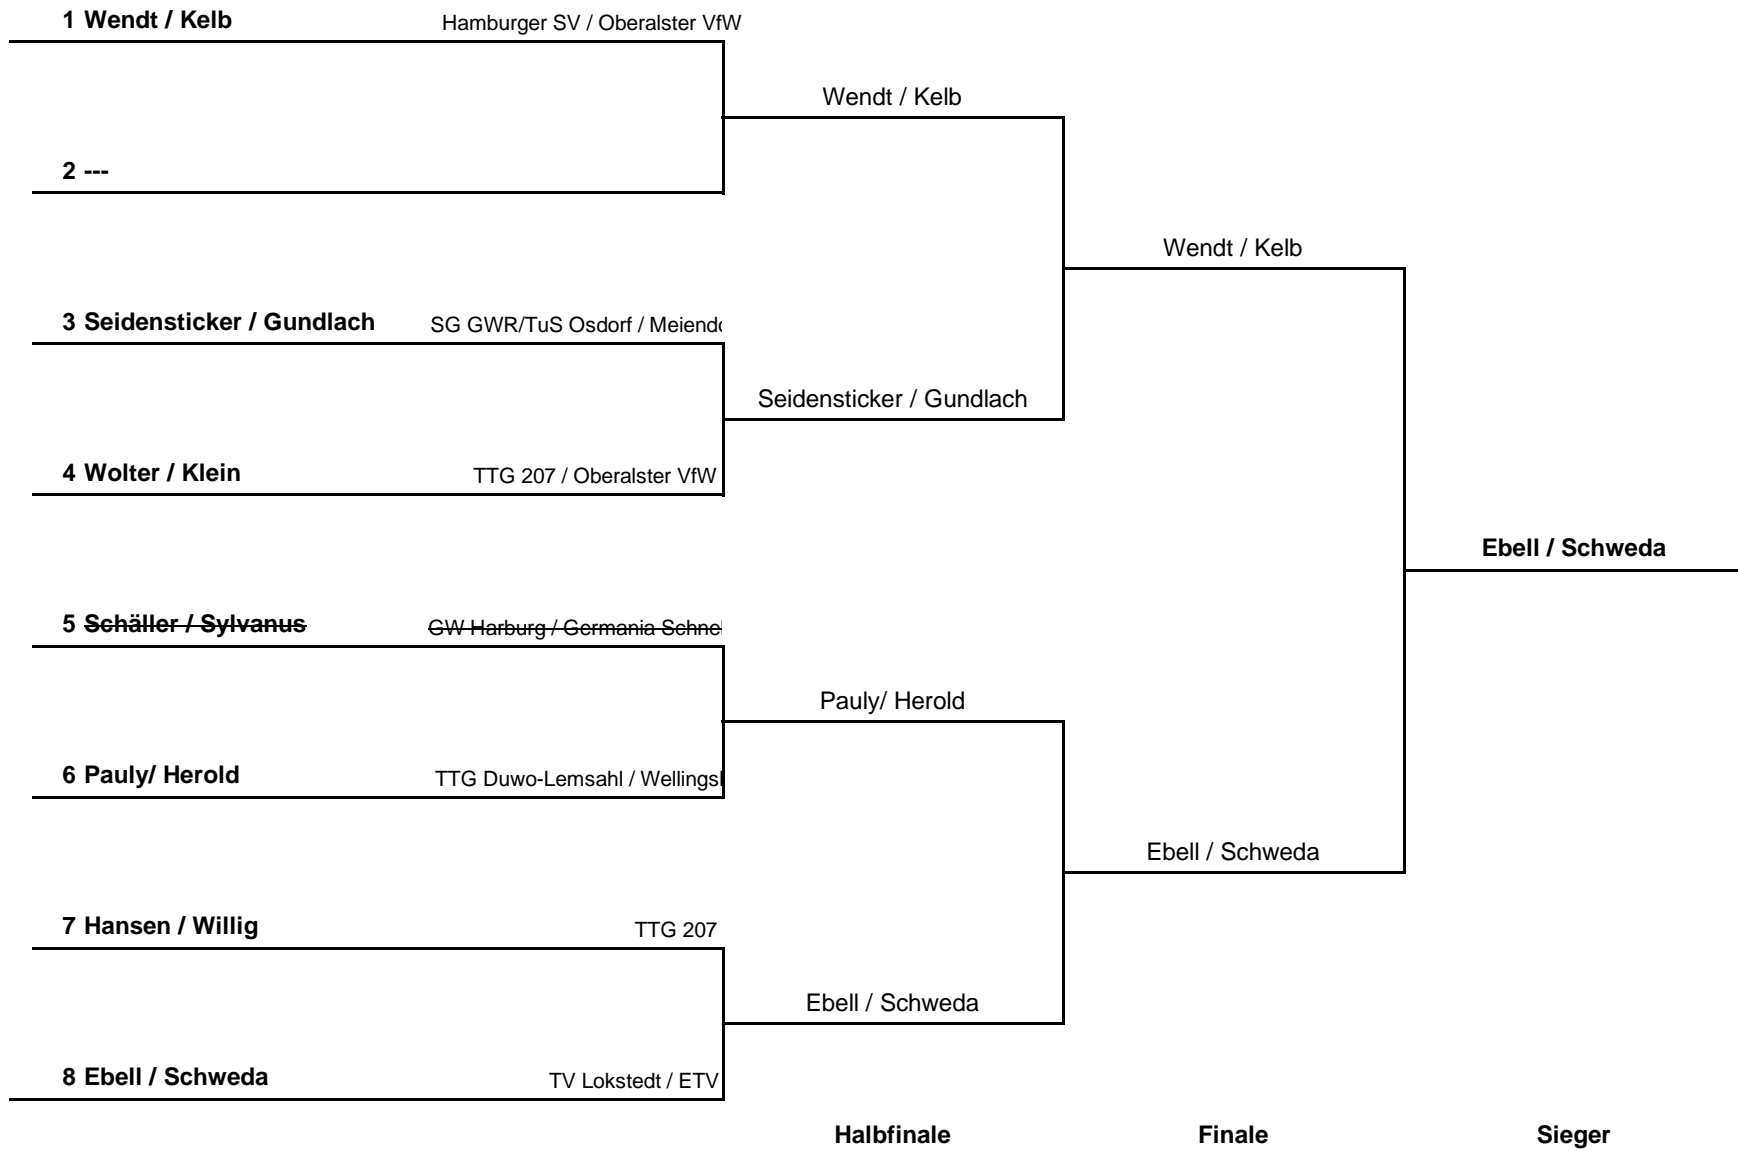 1 Wendt / Kelb Hamburger SV / Oberalster VfW
Wendt / Kelb
2 ---
Wendt / Kelb
3 Seidensticker / Gundlach SG GWR/TuS Osdorf / Meiendo
Seidensticker / Gundlach
4 Wolter / Klein TTG 207 / Oberalster VfW
Ebell / Schweda
5 Schäller / Sylvanus GW Harburg / Germania Schnel
Pauly/ Herold
6 Pauly/ Herold TTG Duwo-Lemsahl / Wellings
Ebell / Schweda
7 Hansen / Willig TTG 207
Ebell / Schweda
8 Ebell / Schweda TV Lokstedt / ETV
Halbfinale Finale Sieger